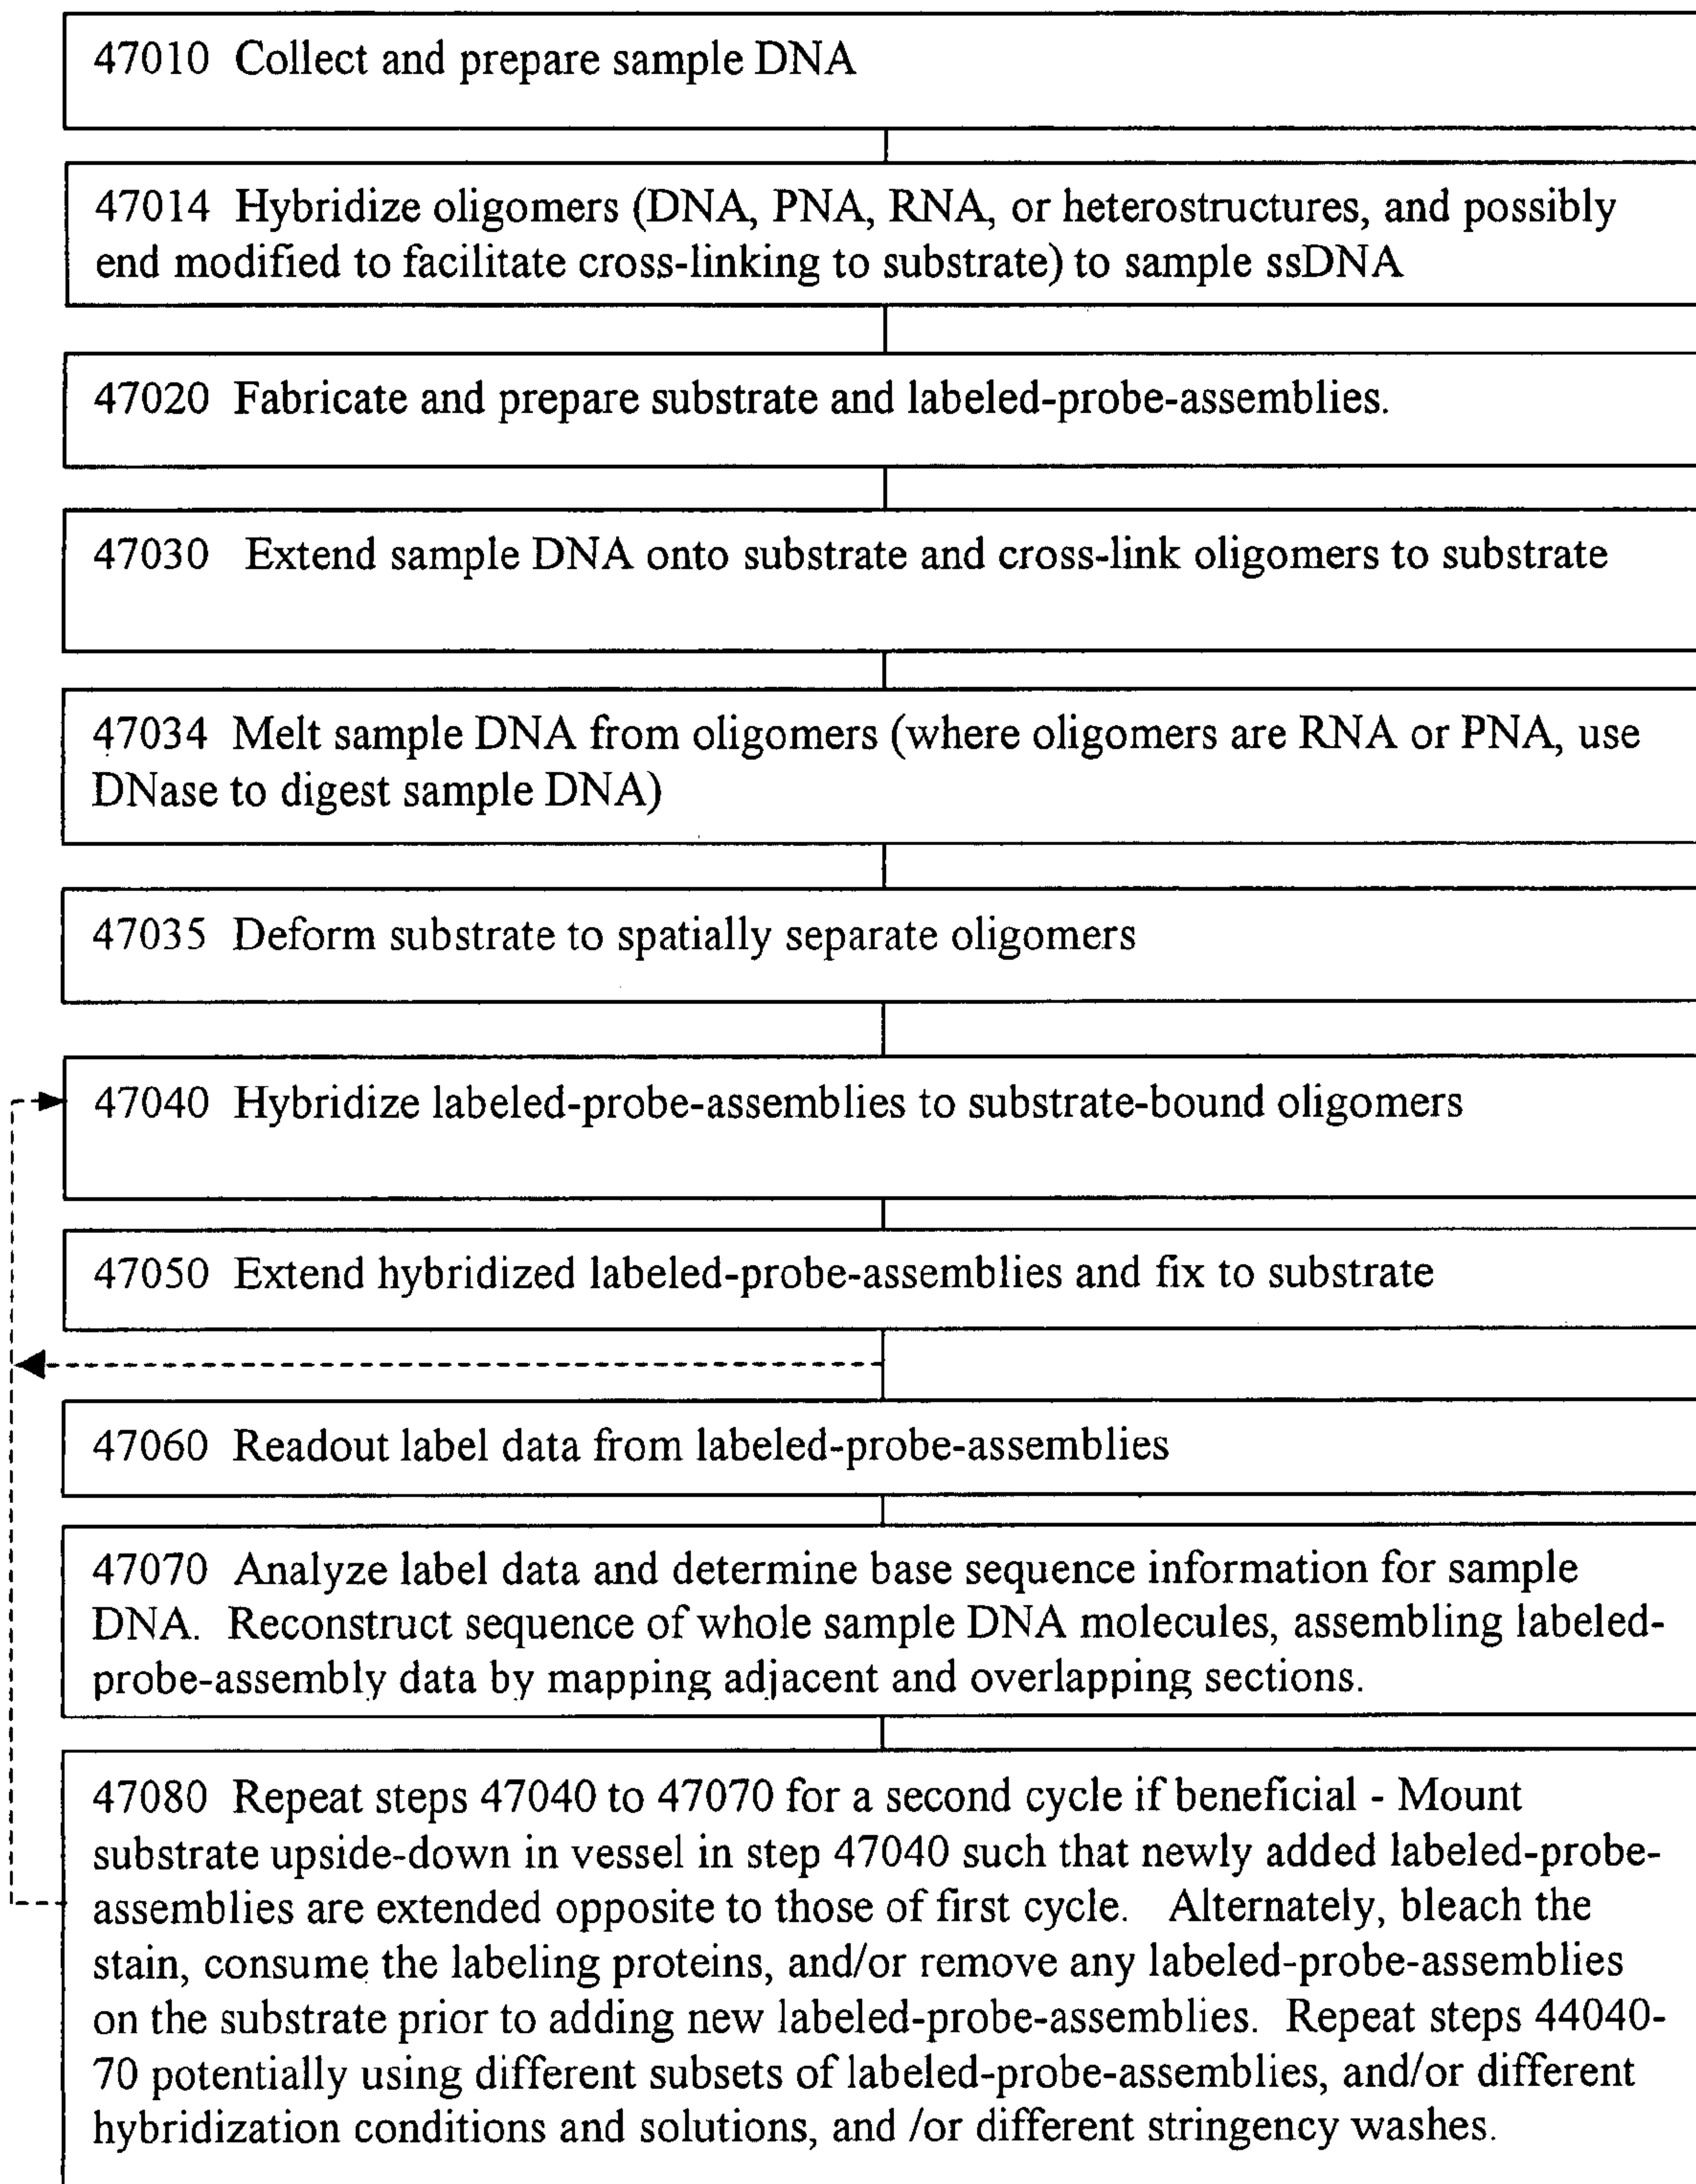 47010 Collect and prepare sample DNA
47014 Hybridize oligomers (DNA, PNA, RNA, or heterostructures, and possibly
end modified to facilitate cross-linking to substrate) to sample ssDNA
47020 Fabricate and prepare substrate and labeled-probe-assemblies.
47030 Extend sample DNA onto substrate and cross-link oligomers to substrate
47034 Melt sample DNA from oligomers (where oligomers are RNA or PNA, use
DNase to digest sample DNA)
47035 Deform substrate to spatially separate oligomers
47040 Hybridize labeled-probe-assemblies to substrate-bound oligomers
47050 Extend hybridized labeled-probe-assemblies and fix to substrate
47060 Readout label data from labeled-probe-assemblies
47070 Analyze label data and determine base sequence information for sample
DNA. Reconstruct sequence of whole sample DNA molecules, assembling labeled-
probe-assembly data by mapping adjacent and overlapping sections.
47080 Repeat steps 47040 to 47070 for a second cycle if beneficial - Mount
substrate upside-down in vessel in step 47040 such that newly added labeled-probe-
assemblies are extended opposite to those of first cycle. Alternately, bleach the
stain, consume the labeling proteins, and/or remove any labeled-probe-assemblies
on the substrate prior to adding new labeled-probe-assemblies. Repeat steps 44040-
70 potentially using different subsets of labeled-probe-assemblies, and/or different
hybridization conditions and solutions, and /or different stringency washes.